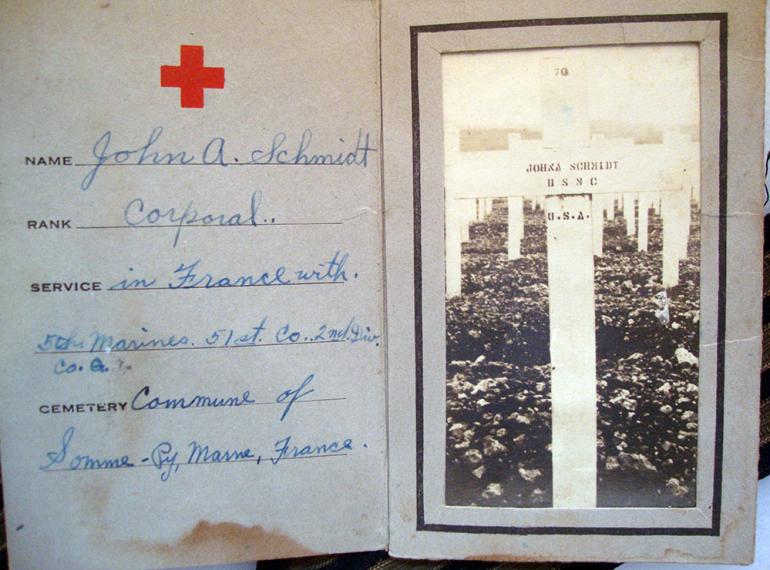 NAME John A. Schmidt
RANK Corporal..
SERVICE in France with.
5th. Marines. 51st. Co.. 2nd. Div.
Co. G.
CEMETERY Commune of
Somme-Py, Marne, France.
70
JOHNA SCHMIDT
U S M C
U.S.A.